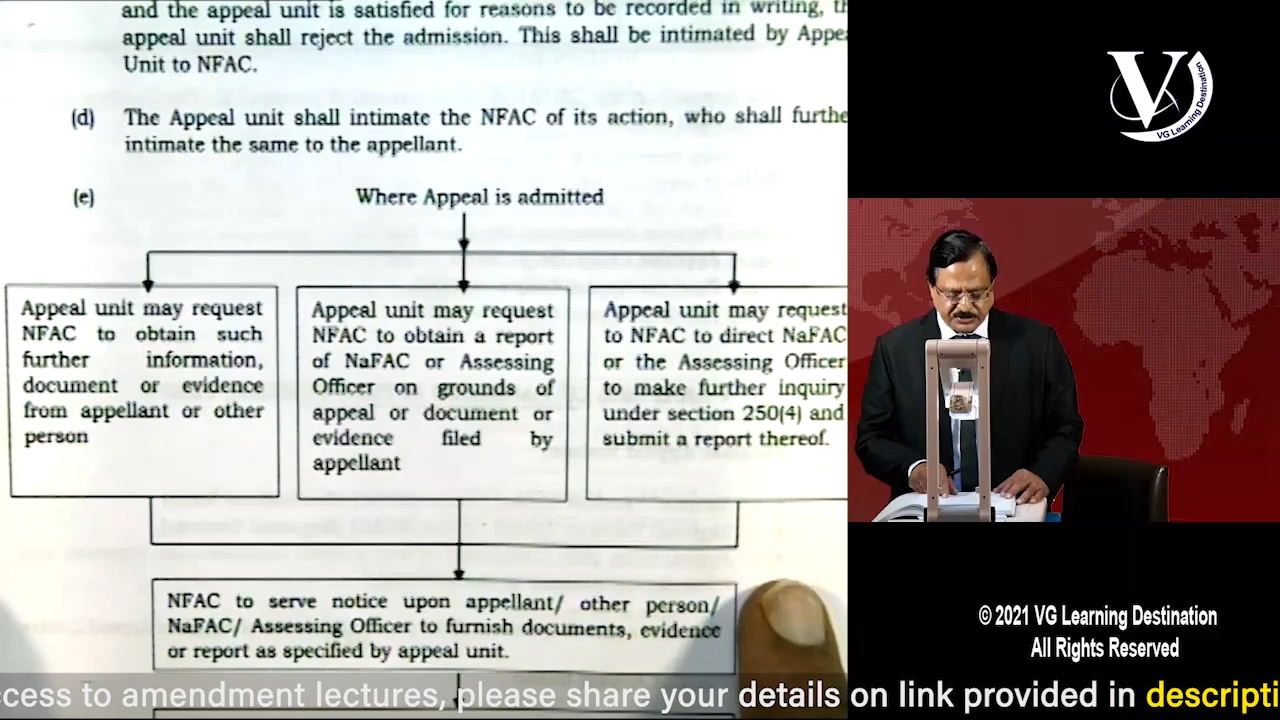 and the appeal unit is satisfied for reasons to be recorded in writing, th
appeal unit shall reject the admission. This shall be intimated by Appea
Unit to NFAC.
(d) The Appeal unit shall intimate the NFAC of its action, who shall furthe
intimate the same to the appellant.
(e) Where Appeal is admitted
Appeal unit may request
NFAC to obtain such
further information,
document or evidence
from appellant or other
person
Appeal unit may request
NFAC to obtain a report
of NaFAC or Assessing
Officer on grounds of
appeal or document or
evidence filed by
appellant
Appeal unit may request
to NFAC to direct NaFAC
or the Assessing Officer
to make further inquiry
under section 250(4) and
submit a report thereof.
NFAC to serve notice upon appellant/ other person/
NaFAC/ Assessing Officer to furnish documents, evidence
or report as specified by appeal unit.
V
VG Learning Destination
© 2021 VG Learning Destination
All Rights Reserved
ccess to amendment lectures, please share your details on link provided in descripti